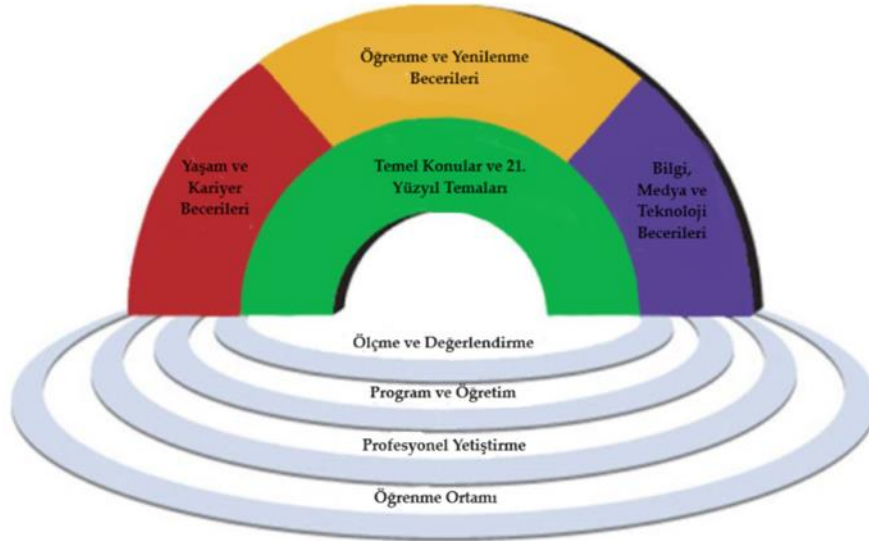 Öğrenme ve Yenilenme
Becerileri
Yaşam ve
Kariyer
Becerileri
Temel Konular ve 21.
Yüzyıl Temaları
Bilgi,
Medya ve
Teknoloji
Becerileri
Ölçme ve Değerlendirme
Program ve Öğretim
Profesyonel Yetiştirme
Öğrenme Ortamı